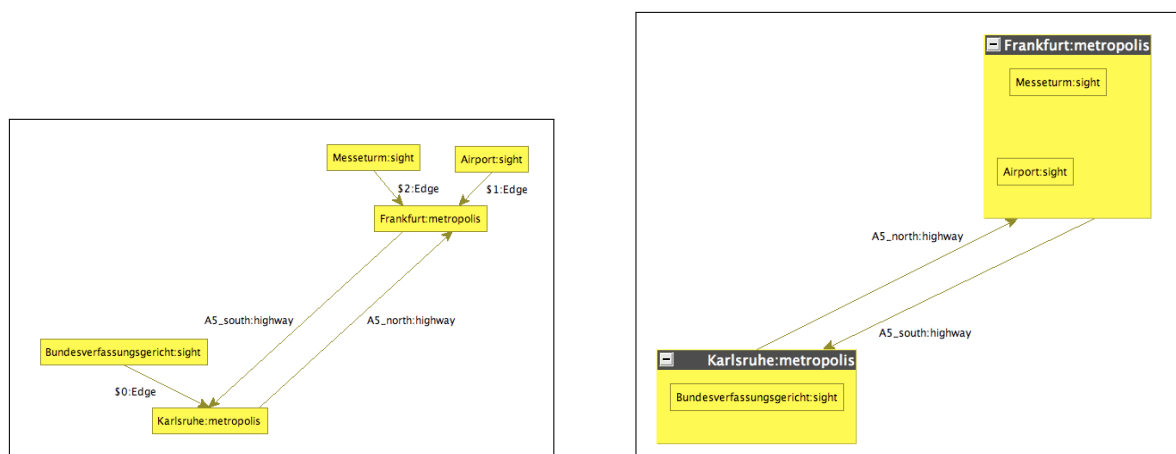 Messeturm:sight
Airport:sight
$2:Edge
$1:Edge
Frankfurt:metropolis
A5_south:highway
A5_north:highway
Bundesverfassungsgericht:sight
$0:Edge
Karlsruhe:metropolis
Frankfurt:metropolis
Messeturm:sight
Airport:sight
A5_north:highway
A5_south:highway
Karlsruhe:metropolis
Bundesverfassungsgericht:sight